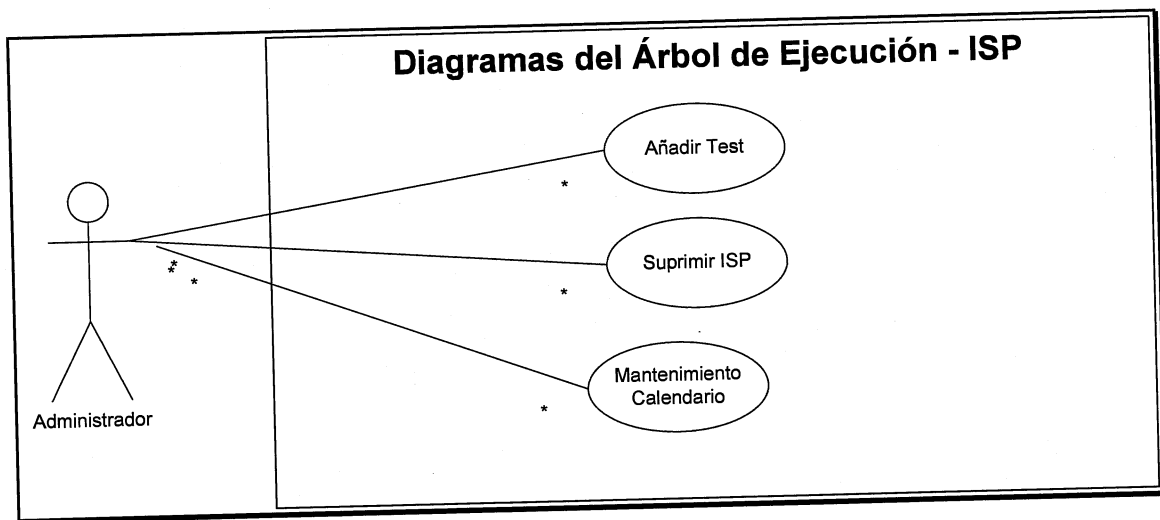 Diagramas del Árbol de Ejecución - ISP
Añadir Test
*
Suprimir ISP
*
*
*
*
Mantenimiento
Calendario
*
Administrador